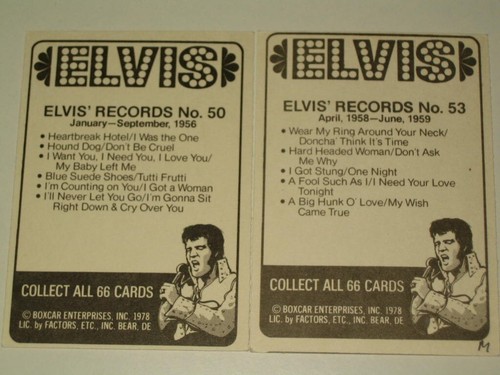 ELVIS
ELVIS' RECORDS No. 50
January—September, 1956
• Heartbreak Hotel/I Was the One
• Hound Dog/Don't Be Cruel
• I Want You, I Need You, I Love You/
My Baby Left Me
• Blue Suede Shoes/Tutti Frutti
• I'm Counting on You/I Got a Woman
• I'll Never Let You Go/I'm Gonna Sit
Right Down & Cry Over You
COLLECT ALL 66 CARDS
© BOXCAR ENTERPRISES, INC. 1978
LIC. by FACTORS, ETC., INC. BEAR, DE
ELVIS
ELVIS' RECORDS No. 53
April, 1958—June, 1959
• Wear My Ring Around Your Neck/
Doncha' Think It's Time
• Hard Headed Woman/Don't Ask
Me Why
• I Got Stung/One Night
• A Fool Such As I/I Need Your Love
Tonight
• A Big Hunk O' Love/My Wish
Came True
COLLECT ALL 66 CARDS
© BOXCAR ENTERPRISES, INC. 1978
LIC. by FACTORS, ETC., INC. BEAR, DE
M